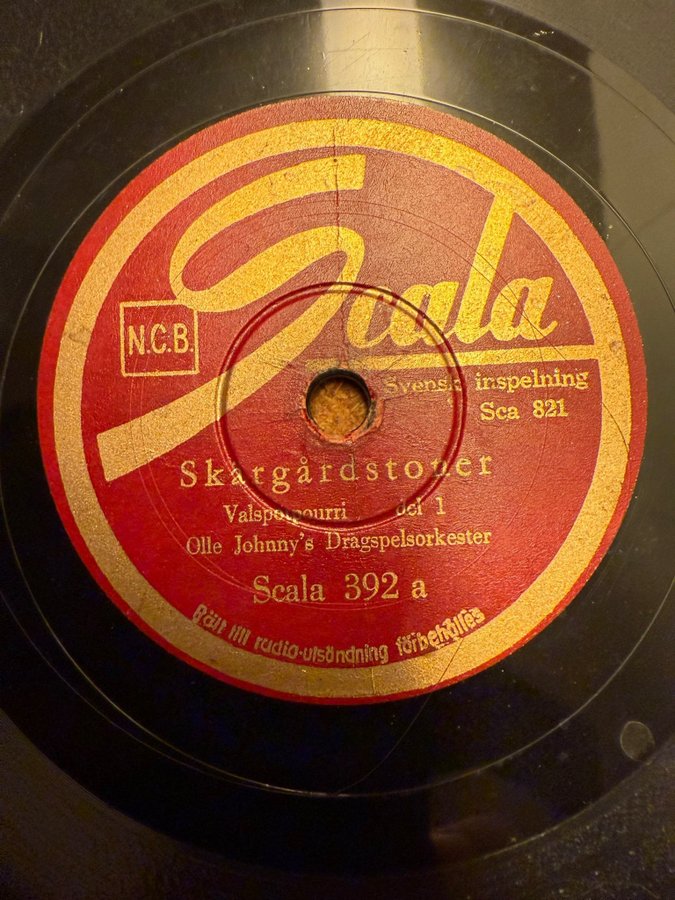 Scala
N.C.B.
Svensk inspelning
Sca 821
Skärgårdstoner
Valspotpourri del 1
Olle Johnny's Dragspelsorkester
Scala 392 a
Rätt till radio-utsändning förbehålles